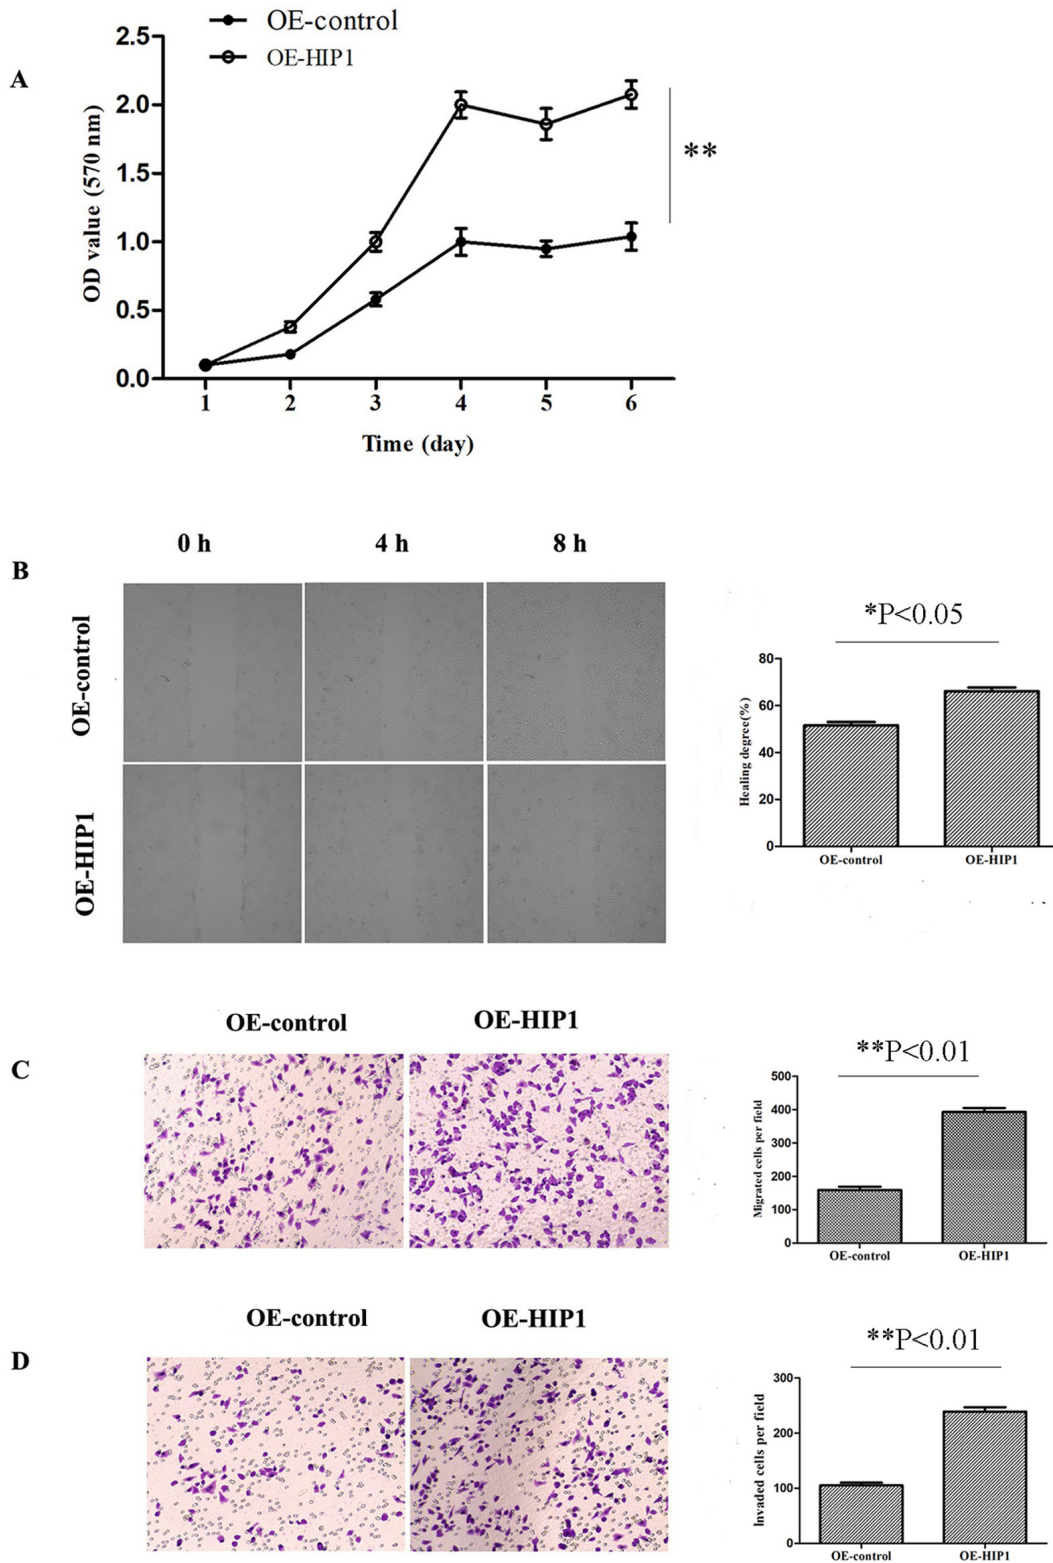 OE-control
OE-HIP1
A
2.5
2.0
1.5
1.0
0.5
0.0
OD value (570 nm)
**
1 2 3 4 5 6
Time (day)
B
0 h 4 h 8 h
OE-control
OE-HIP1
*P<0.05
80
60
40
20
0
Healing degree(%)
OE-control OE-HIP1
C
OE-control OE-HIP1
**P<0.01
500
400
300
200
100
0
Migrated cells per field
OE-control OE-HIP1
D
OE-control OE-HIP1
**P<0.01
300
200
100
0
Invaded cells per field
OE-control OE-HIP1